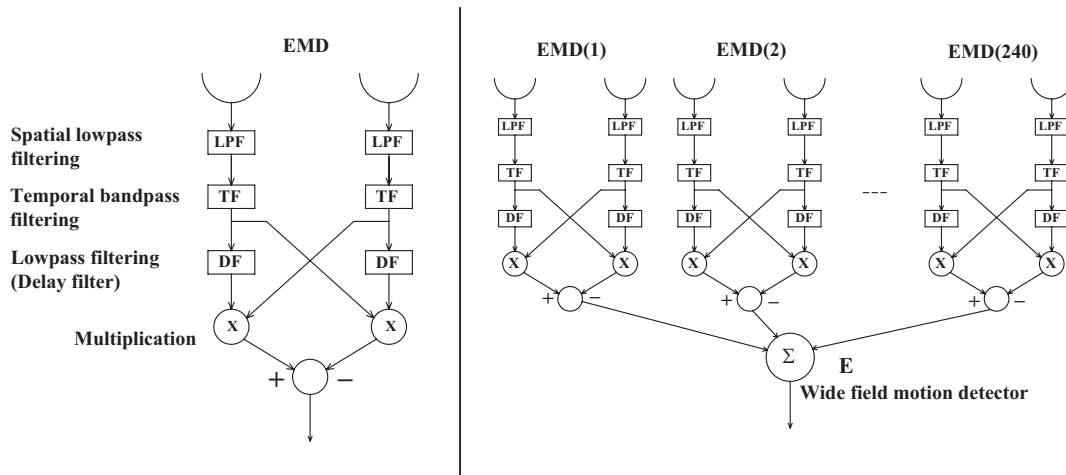 EMD
Spatial lowpass
filtering
LPF LPF
Temporal bandpass
filtering
TF TF
Lowpass filtering
(Delay filter)
DF DF
Multiplication
X X
+ −
EMD(1) EMD(2) EMD(240)
LPF LPF LPF LPF LPF LPF
TF TF TF TF TF TF
---
DF DF DF DF DF DF
X X X X X X
+ − + − + −
Σ
E
Wide field motion detector